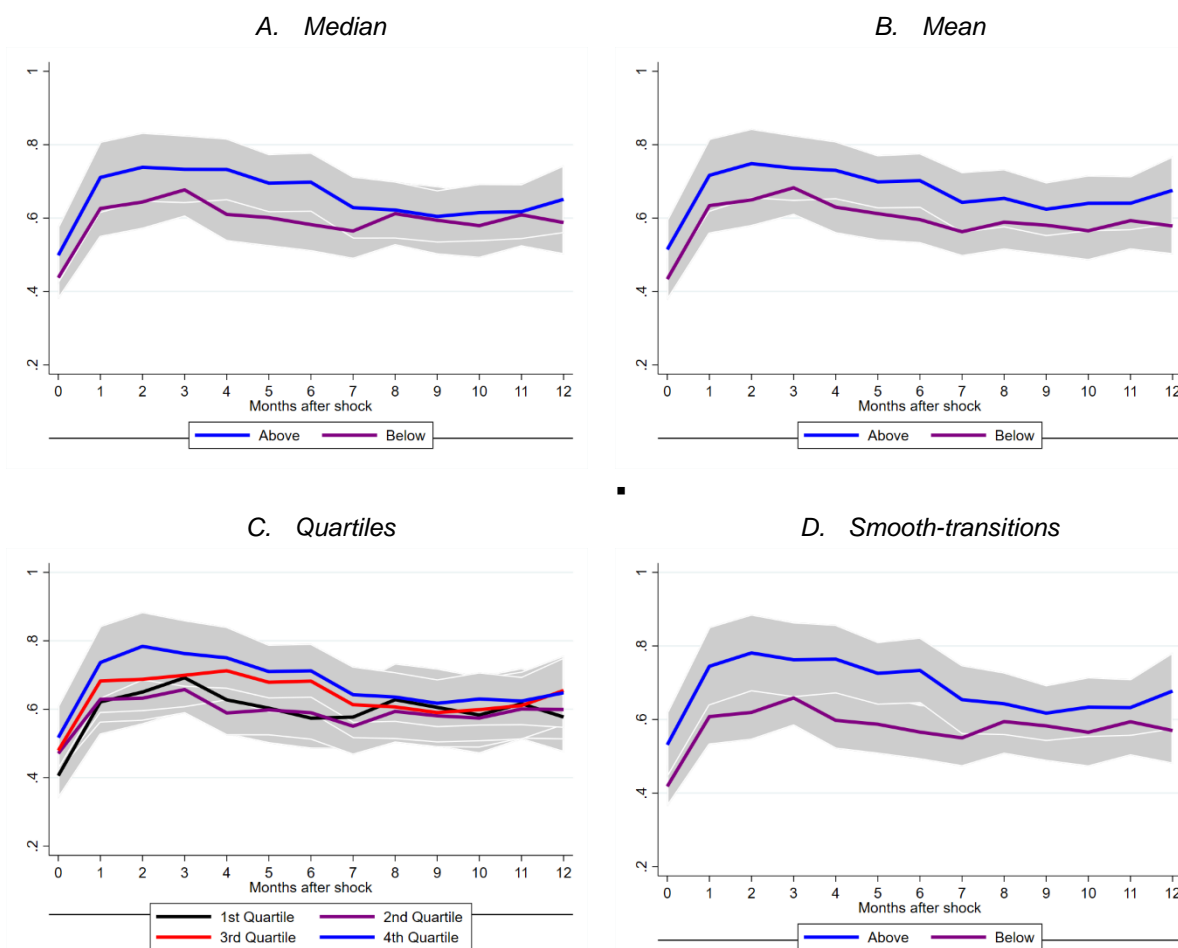 A. Median
1
.8
.6
.4
.2
0 1 2 3 4 5 6 7 8 9 10 11 12
Months after shock
Above Below
B. Mean
1
.8
.6
.4
.2
0 1 2 3 4 5 6 7 8 9 10 11 12
Months after shock
Above Below
C. Quartiles
1
.8
.6
.4
.2
0 1 2 3 4 5 6 7 8 9 10 11 12
Months after shock
1st Quartile 2nd Quartile
3rd Quartile 4th Quartile
D. Smooth-transitions
1
.8
.6
.4
.2
0 1 2 3 4 5 6 7 8 9 10 11 12
Months after shock
Above Below